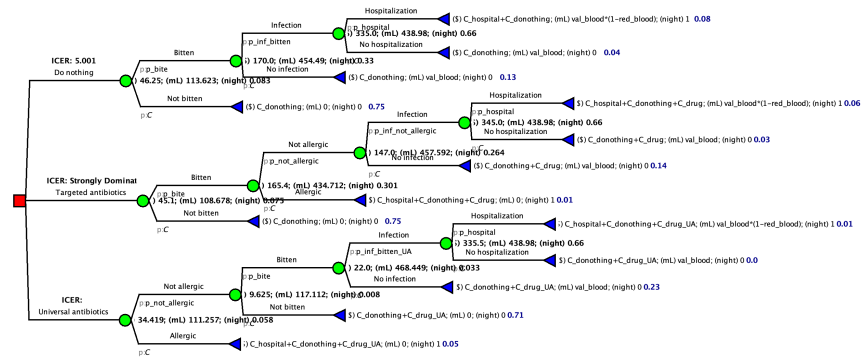 Hospitalization
Infection
p:p_hospital
($) C_hospital+C_donothing; (mL) val_blood*(1-red_blood); (night) 1 0.08
Bitten
p:p_inf_bitten
335.0; (mL) 438.98; (night) 0.66
No hospitalization
ICER: 5.001
p:p_bite
170.0; (mL) 454.49; (night) 0.33
($) C_donothing; (mL) val_blood; (night) 0 0.04
Do nothing
No infection
46.25; (mL) 113.623; (night) 0.083
($) C_donothing; (mL) val_blood; (night) 0 0.13
p:C
Not bitten
($) C_donothing; (mL) 0; (night) 0 0.75
p:C
Hospitalization
Infection
p:p_hospital
$) C_hospital+C_donothing+C_drug; (mL) val_blood*(1-red_blood); (night) 1 0.06
Not allergic
p:p_inf_not_allergic
345.0; (mL) 438.98; (night) 0.66
No hospitalization
p:p_not_allergic
$) C_donothing+C_drug; (mL) val_blood; (night) 0 0.03
) 147.0; (mL) 457.592; (night) 0.264
p:C
No infection
ICER: Strongly Dominat
Bitten
($) C_donothing+C_drug; (mL) val_blood; (night) 0 0.14
p:C
Targeted antibiotics
p:p_bite
) 165.4; (mL) 434.712; (night) 0.301
Allergic
) 45.1; (mL) 108.678; (night) 0.075
($) C_hospital+C_donothing+C_drug; (mL) 0; (night) 1 0.01
p:C
Not bitten
($) C_donothing; (mL) 0; (night) 0 0.75
p:C
Hospitalization
Infection
p:p_hospital
C_hospital+C_donothing+C_drug_UA; (mL) val_blood*(1-red_blood); (night) 1 0.01
p:p_inf_bitten_UA
335.5; (mL) 438.98; (night) 0.66
Bitten
No hospitalization
$) C_donothing+C_drug_UA; (mL) val_blood; (night) 0 0.0
p:p_bite
) 22.0; (mL) 468.449; (night) 0.033
p:C
Not allergic
No infection
ICER:
p:p_not_allergic
) 9.625; (mL) 117.112; (night) 0.008
$) C_donothing+C_drug_UA; (mL) val_blood; (night) 0 0.23
p:C
Universal antibiotics
Not bitten
34.419; (mL) 111.257; (night) 0.058
($) C_donothing+C_drug_UA; (mL) 0; (night) 0 0.71
p:C
Allergic
C_hospital+C_donothing+C_drug_UA; (mL) 0; (night) 1 0.05
p:C